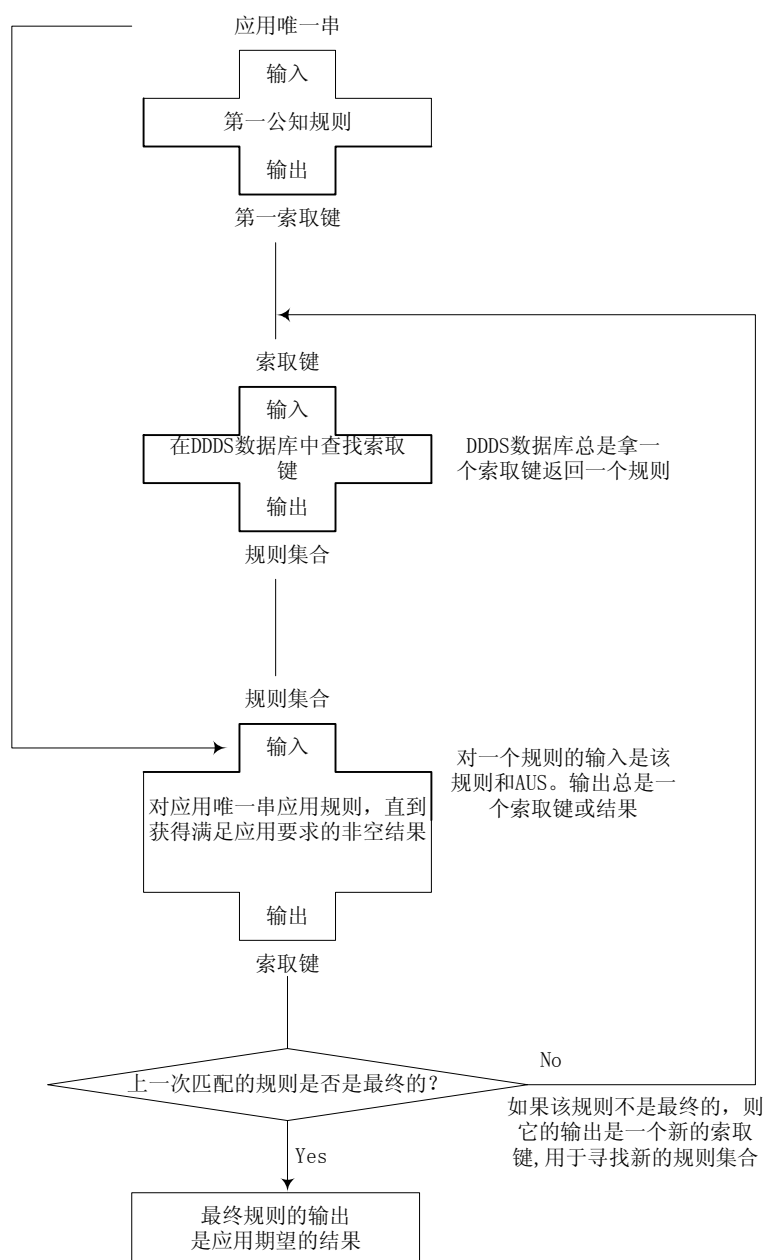 应用唯一串
输入
第一公知规则
输出
第一索取键
索取键
输入
在DDDS数据库中查找索取
键
输出
规则集合
DDDS数据库总是拿一
个索取键返回一个规则
规则集合
输入
对应用唯一串应用规则，直到
获得满足应用要求的非空结果
输出
索取键
对一个规则的输入是该
规则和AUS。输出总是一
个索取键或结果
上一次匹配的规则是否是最终的？
No
如果该规则不是最终的，则
它的输出是一个新的索取
键,用于寻找新的规则集合
Yes
最终规则的输出
是应用期望的结果